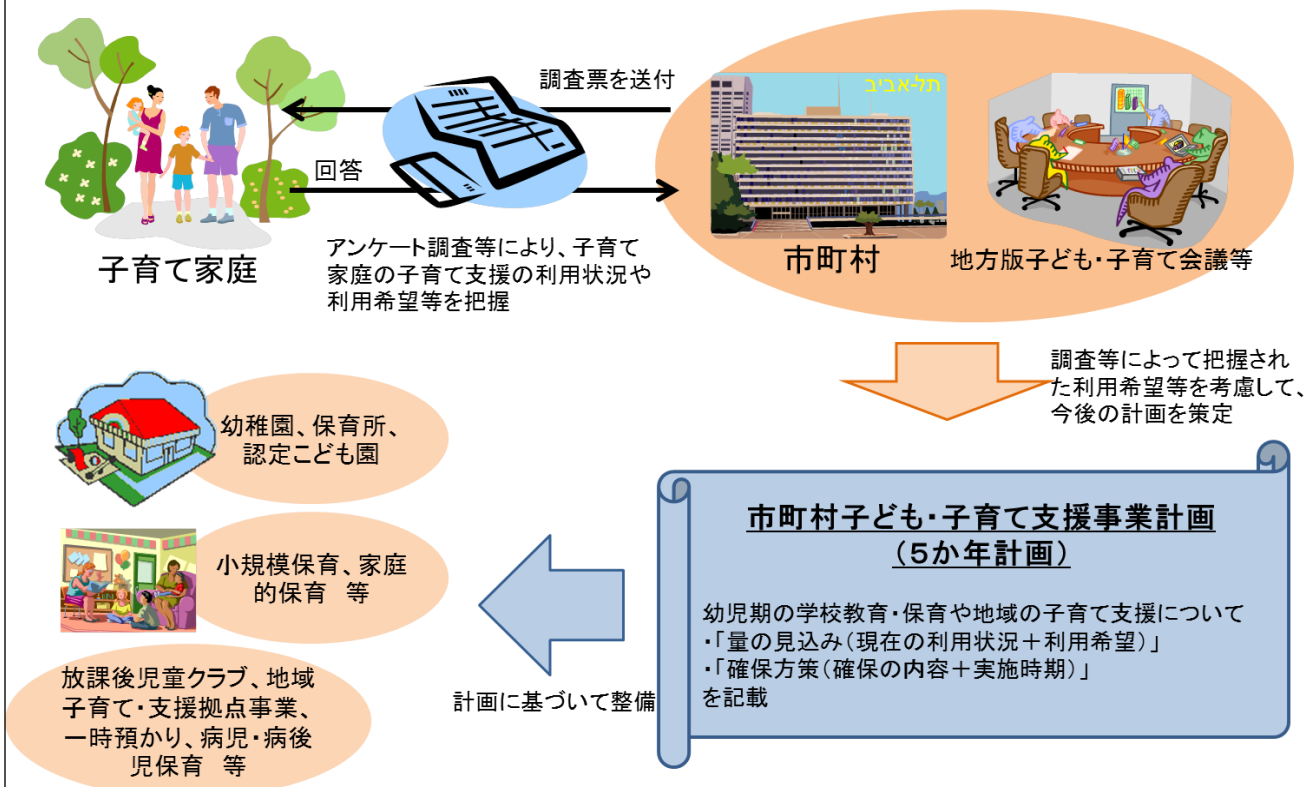 調査票を送付
תל-אביב
回答
子育て家庭
アンケート調査等により、子育て
家庭の子育て支援の利用状況や
利用希望等を把握
市町村
地方版子ども・子育て会議等
調査等によって把握され
た利用希望等を考慮して、
今後の計画を策定
市町村子ども・子育て支援事業計画
(5か年計画)
幼児期の学校教育・保育や地域の子育て支援について
・「量の見込み(現在の利用状況+利用希望)」
・「確保方策(確保の内容+実施時期)」
を記載
計画に基づいて整備
幼稚園、保育所、
認定こども園
小規模保育、家庭
的保育 等
放課後児童クラブ、地域
子育て・支援拠点事業、
一時預かり、病児・病後
児保育 等